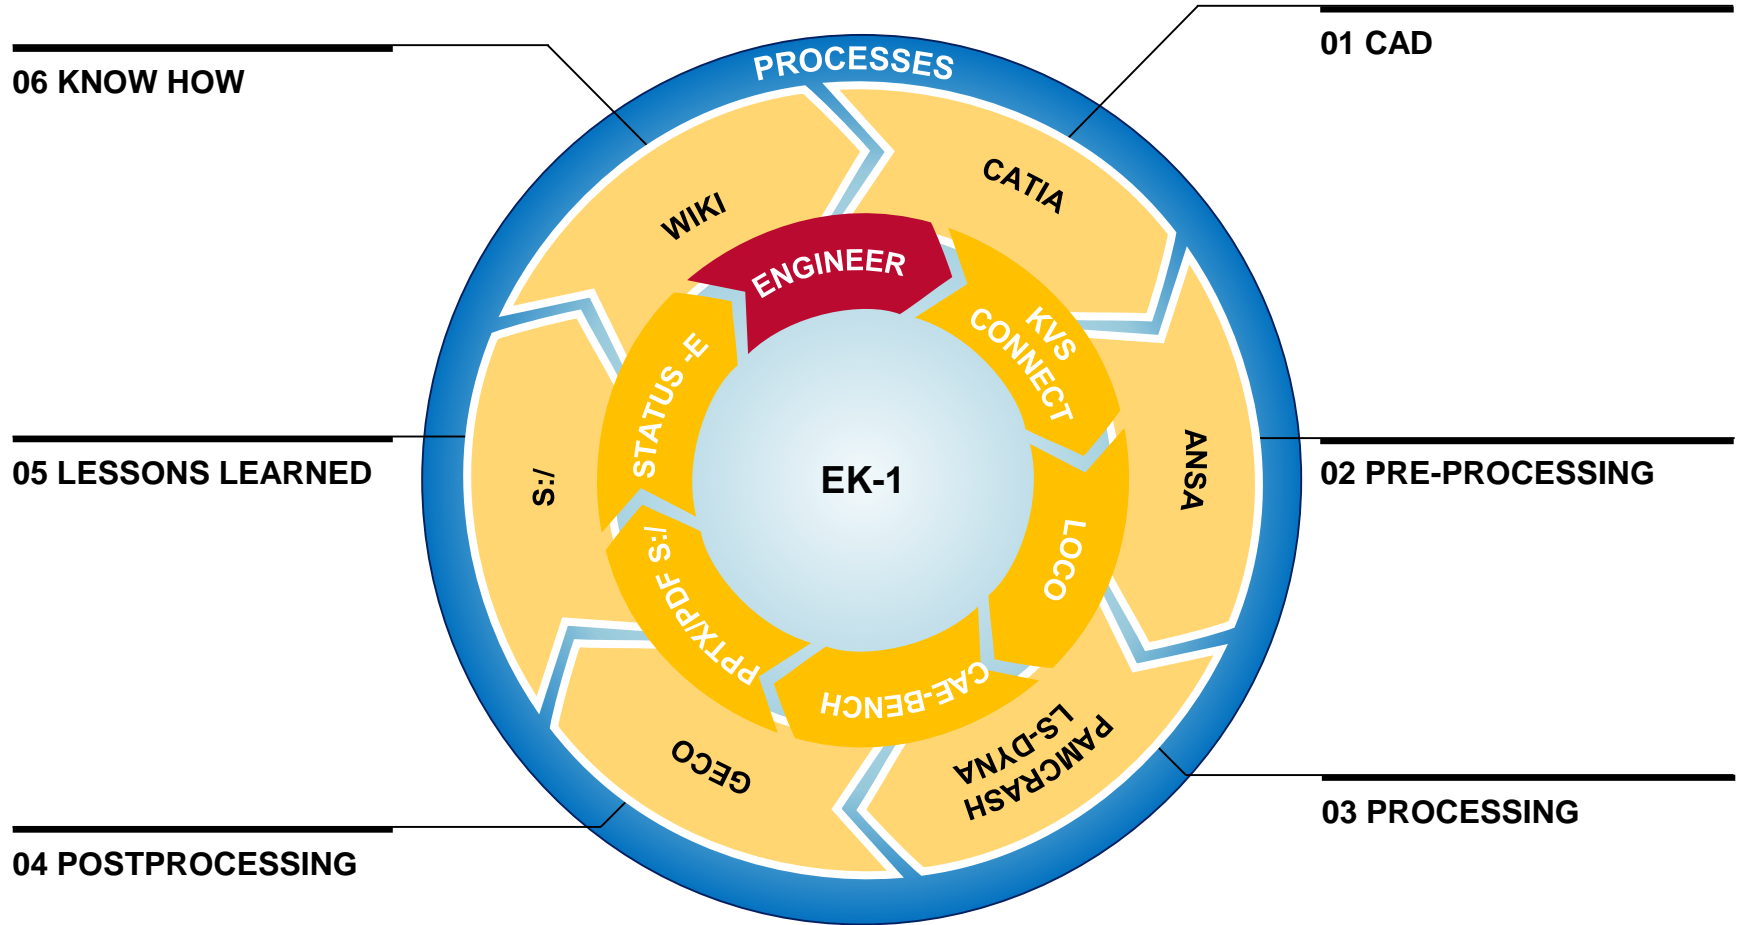 PROCESSES
01 CAD
02 PRE-PROCESSING
03 PROCESSING
04 POSTPROCESSING
05 LESSONS LEARNED
06 KNOW HOW
CATIA
ANSA
PAMCRASH
LS-DYNA
GECO
S:/
WIKI
ENGINEER
KVS
CONNECT
LOCO
CAE-BENCH
PPTX/PDF S:/
STATUS -E
EK-1